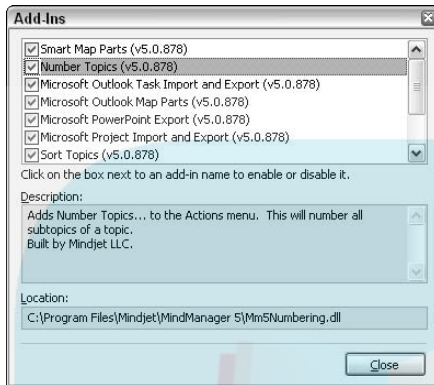 Add-Ins
Smart Map Parts (v5.0.878)
Number Topics (v5.0.878)
Microsoft Outlook Task Import and Export (v5.0.878)
Microsoft Outlook Map Parts (v5.0.878)
Microsoft PowerPoint Export (v5.0.878)
Microsoft Project Import and Export (v5.0.878)
Sort Topics (v5.0.878)
Click on the box next to an add-in name to enable or disable it.
Description:
Adds Number Topics... to the Actions menu. This will number all
subtopics of a topic.
Built by Mindjet LLC.
Location:
C:\Program Files\Mindjet\MindManager 5\Mm5Numbering.dll
Close